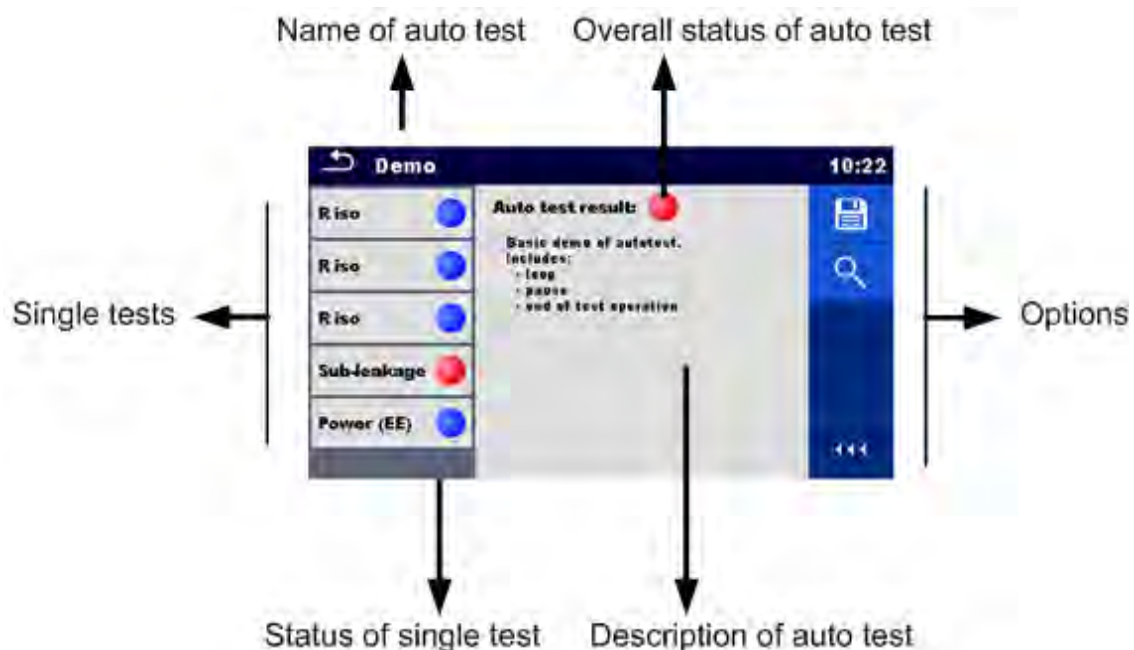 Name of auto test
Overall status of auto test
Demo
10:22
R iso
R iso
R iso
Sub-leakage
Power (EE)
Auto test result:
Basic demo of autotest.
Includes:
- loop
- pause
- end of test operation
Single tests
Options
Status of single test
Description of auto test